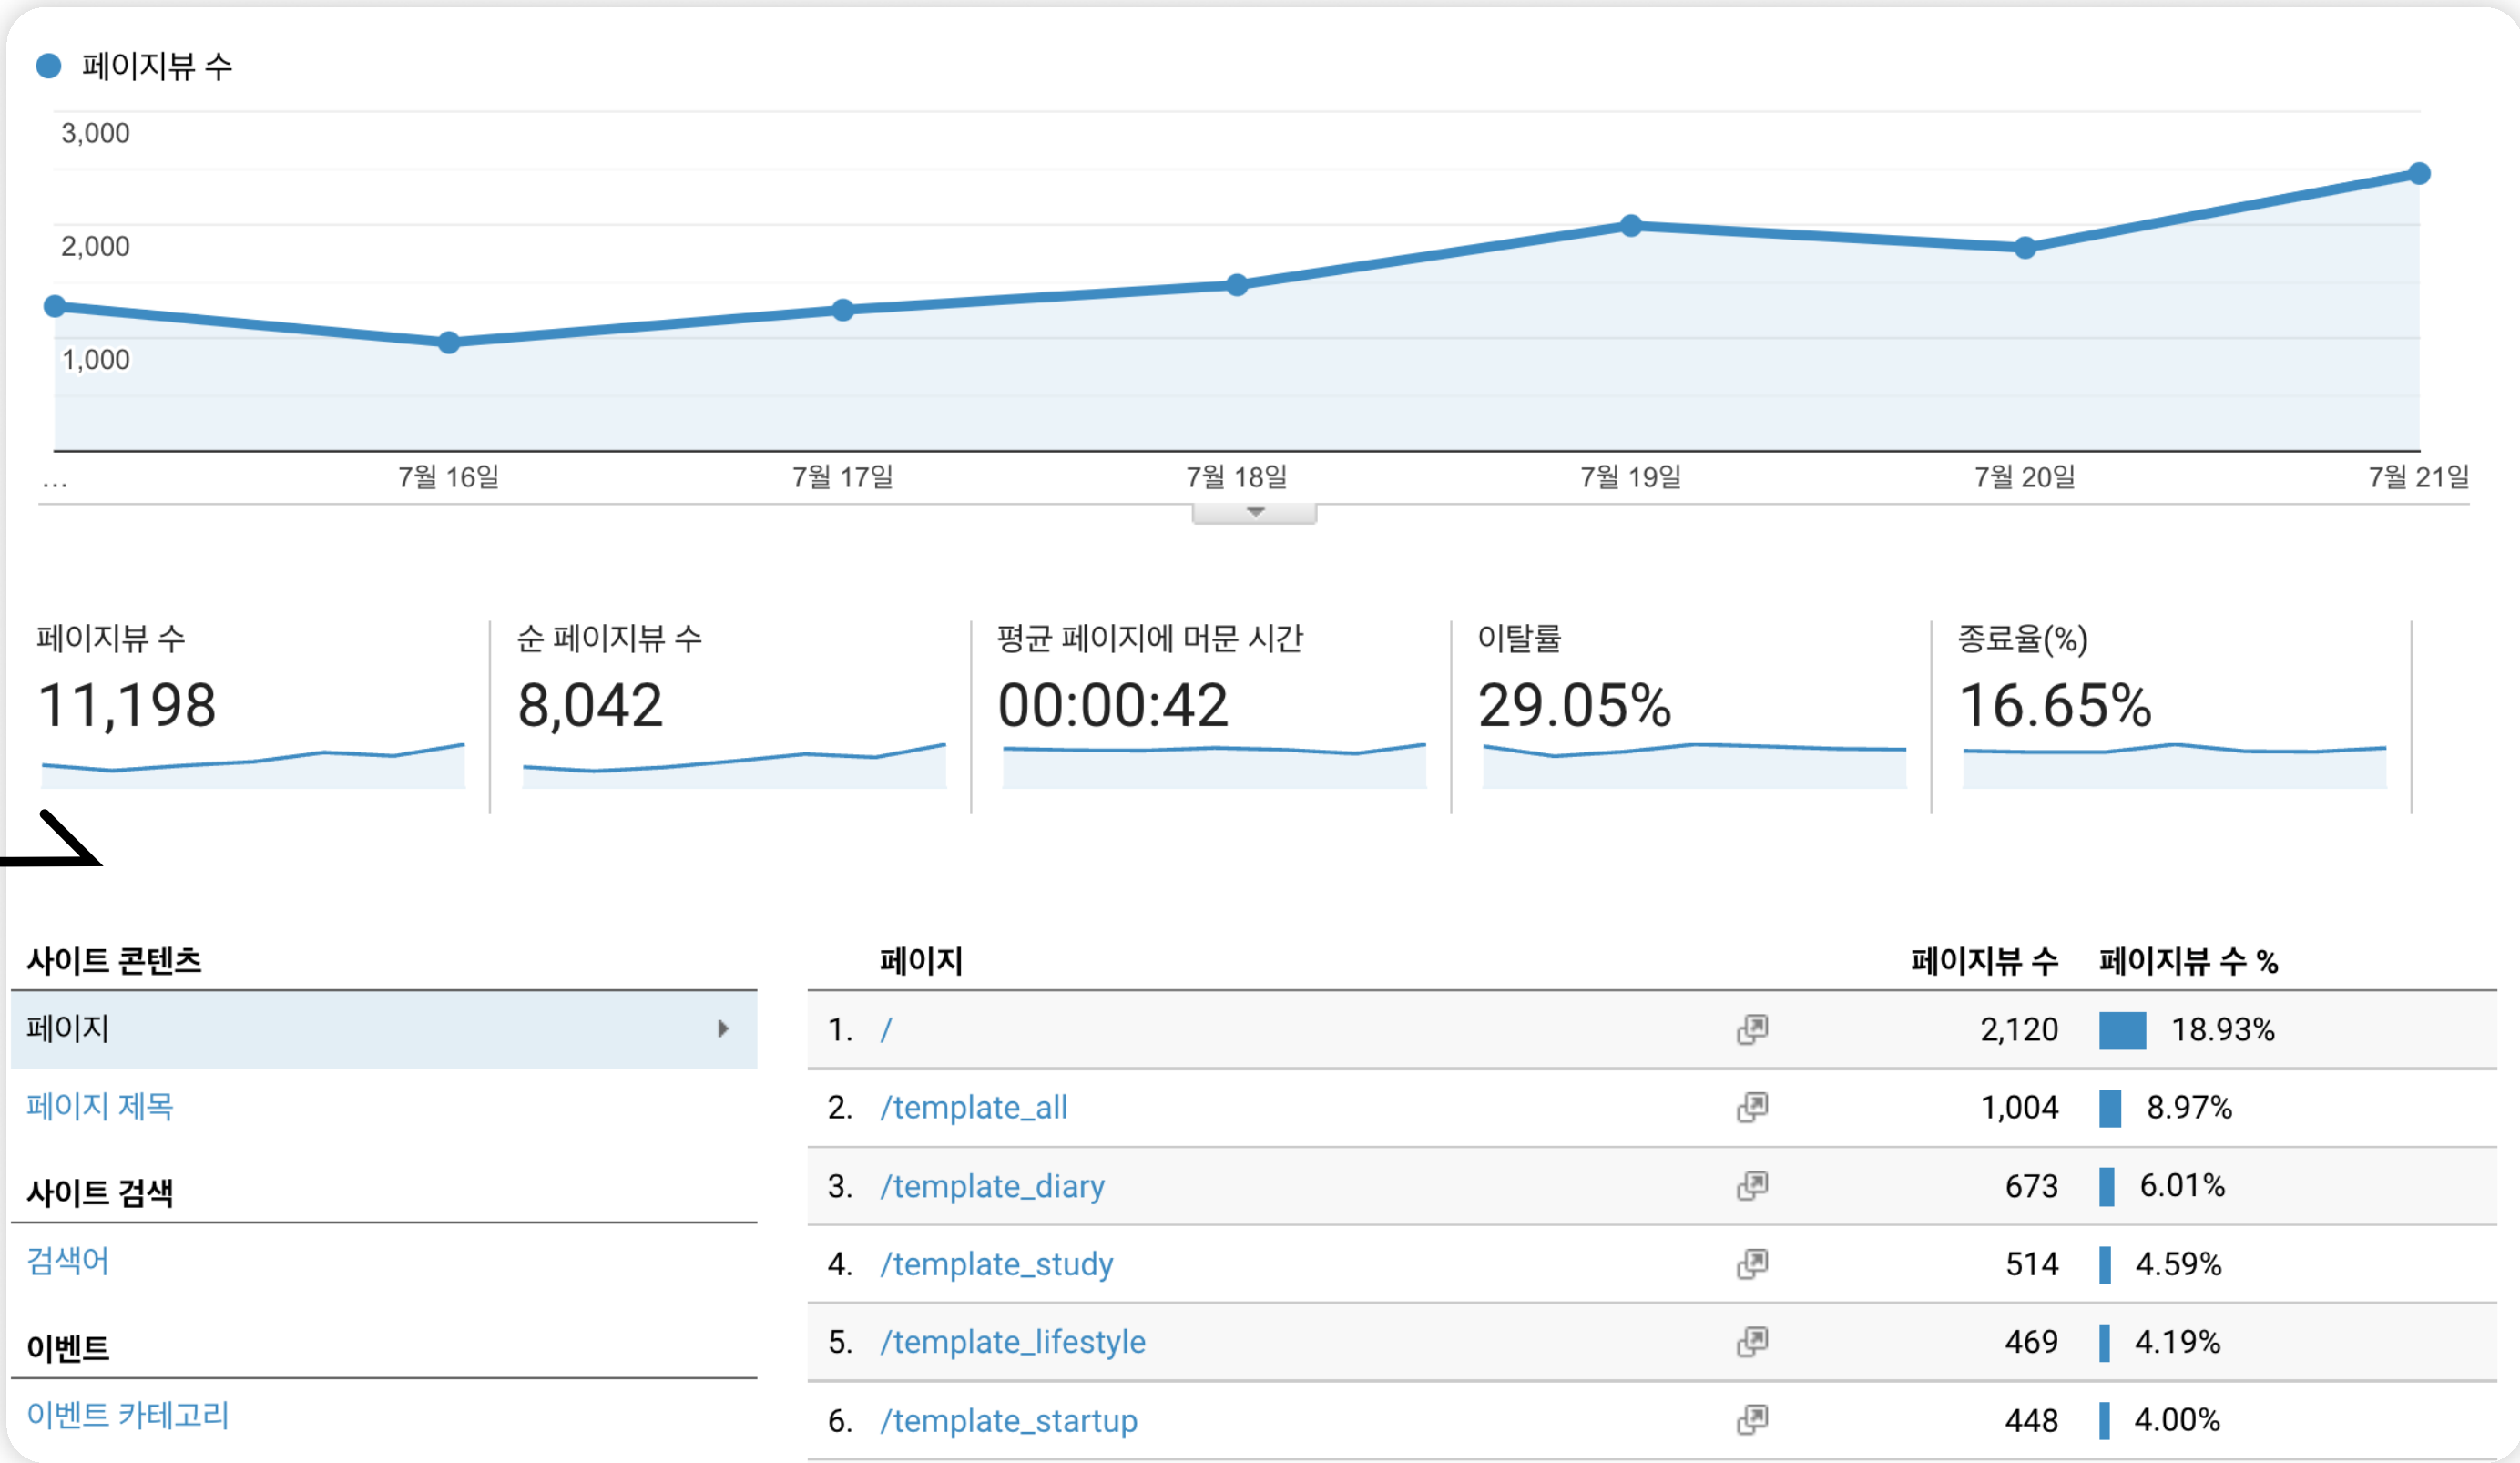 페이지뷰 수
3,000
2,000
1,000
... 7월 16일 7월 17일 7월 18일 7월 19일 7월 20일 7월 21일
페이지뷰 수 순 페이지뷰 수 평균 페이지에 머문 시간 이탈률 종료율(%)
11,198 8,042 00:00:42 29.05% 16.65%
사이트 콘텐츠
페이지
페이지 제목
사이트 검색
검색어
이벤트
이벤트 카테고리
페이지 페이지뷰 수 페이지뷰 수 %
1. / 2,120 18.93%
2. /template_all 1,004 8.97%
3. /template_diary 673 6.01%
4. /template_study 514 4.59%
5. /template_lifestyle 469 4.19%
6. /template_startup 448 4.00%